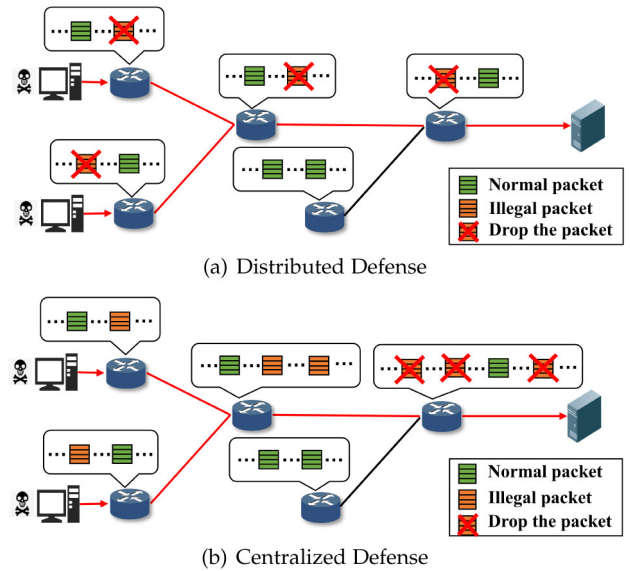 Normal packet
Illegal packet
Drop the packet
(a) Distributed Defense
Normal packet
Illegal packet
Drop the packet
(b) Centralized Defense